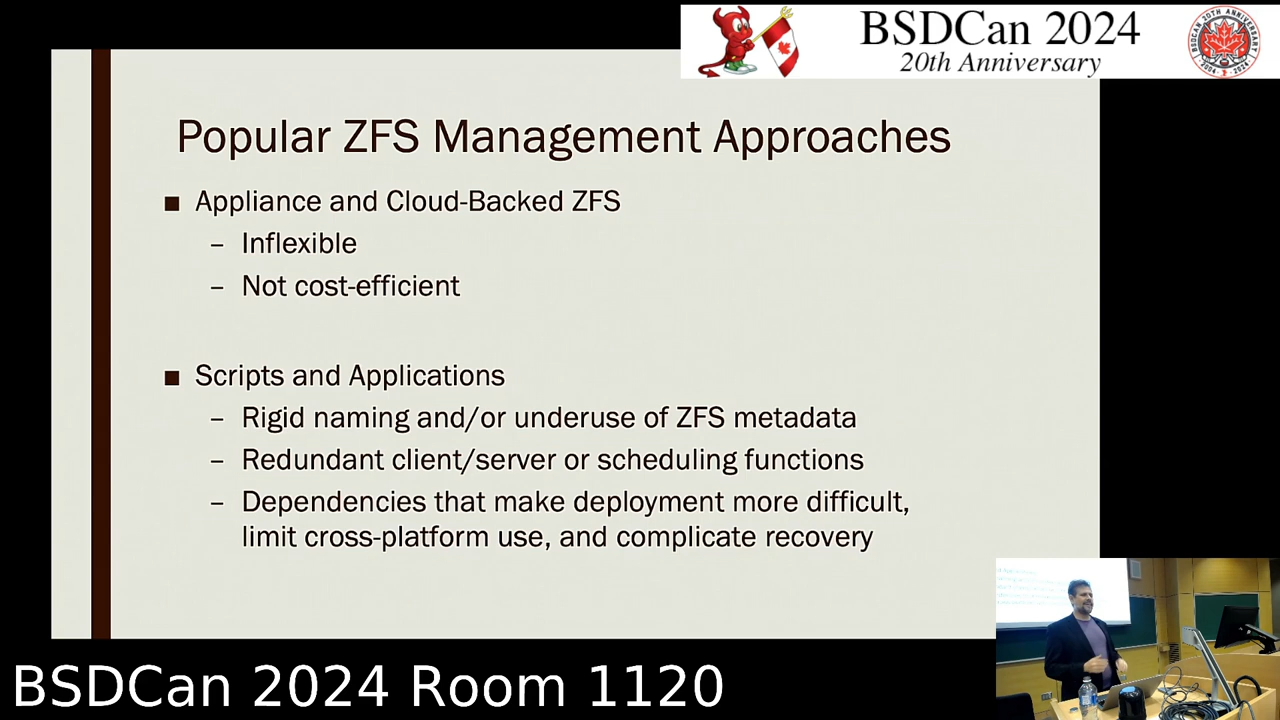 BSDCan 2024
20th Anniversary
Popular ZFS Management Approaches
■ Appliance and Cloud-Backed ZFS
– Inflexible
– Not cost-efficient
■ Scripts and Applications
– Rigid naming and/or underuse of ZFS metadata
– Redundant client/server or scheduling functions
– Dependencies that make deployment more difficult,
limit cross-platform use, and complicate recovery
BSDCan 2024 Room 1120